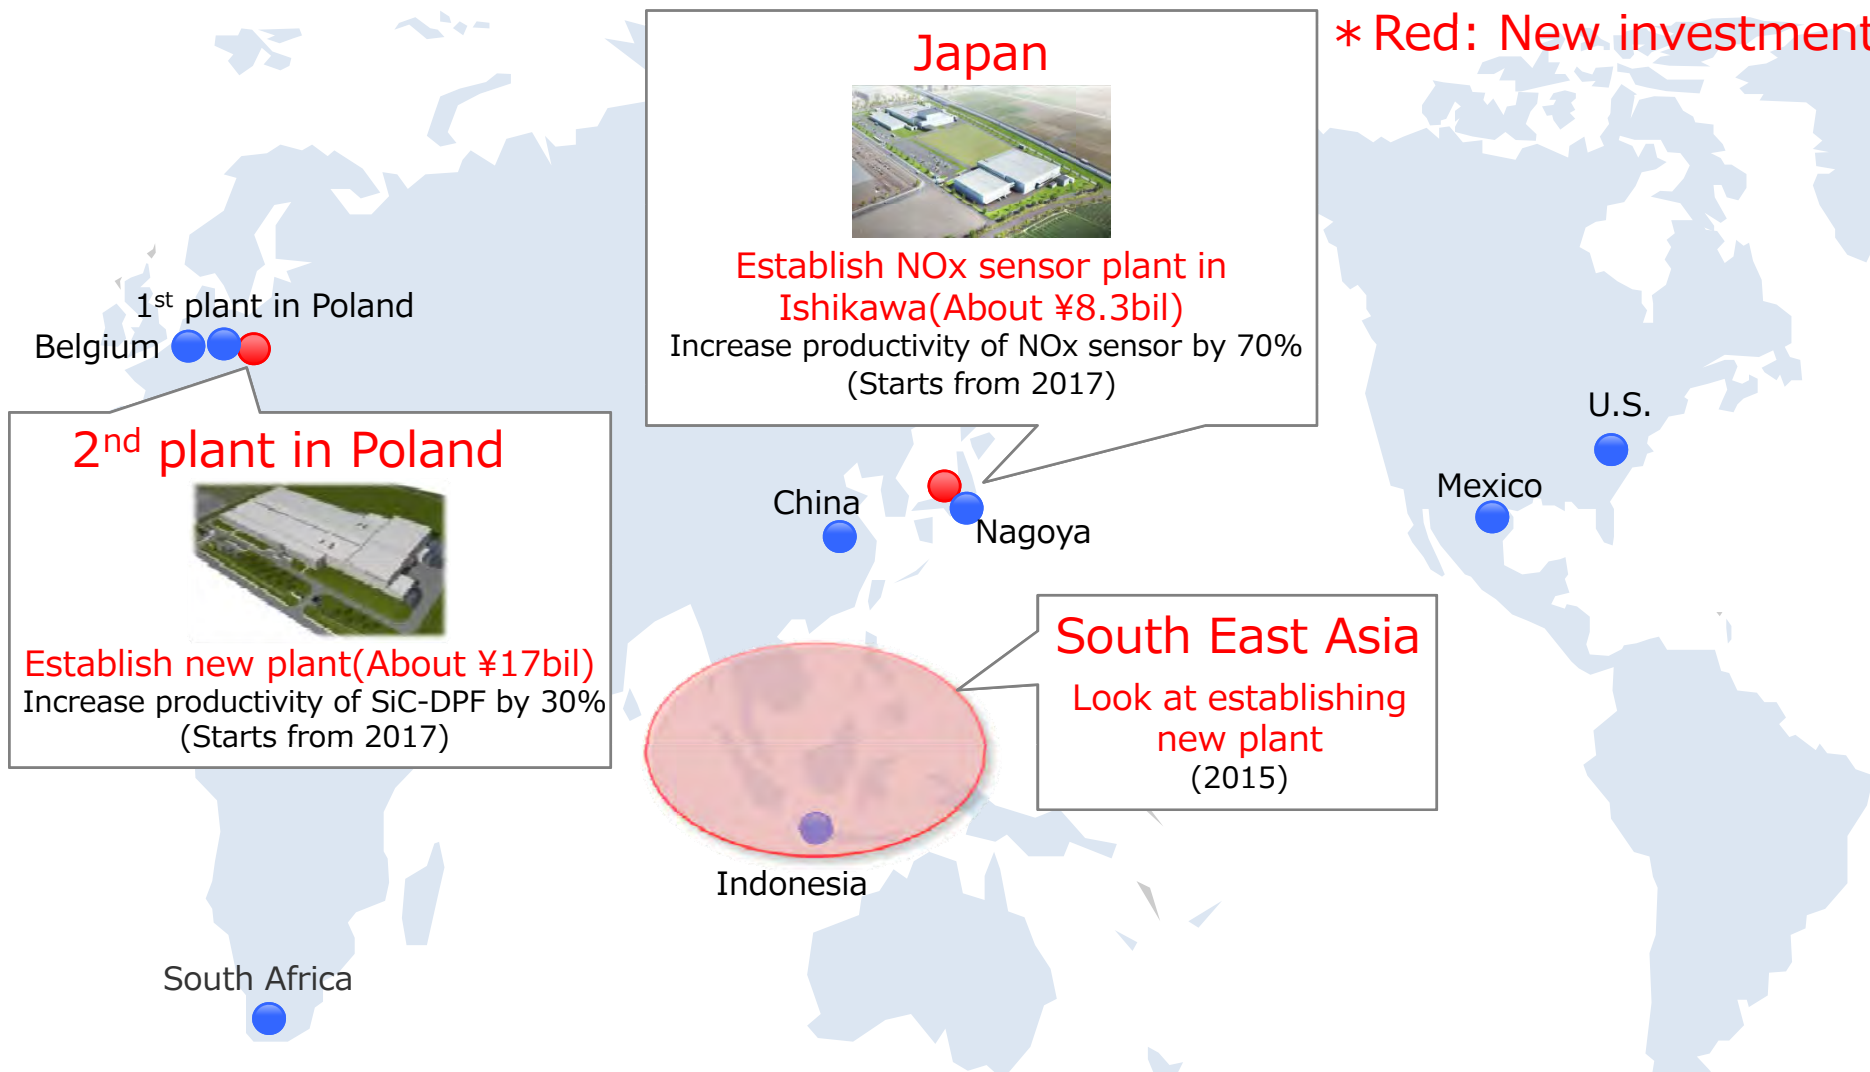 * Red: New investment
Japan
Establish NOx sensor plant in
Ishikawa(About ¥8.3bil)
Increase productivity of NOx sensor by 70%
(Starts from 2017)
1st plant in Poland
Belgium
2nd plant in Poland
Establish new plant(About ¥17bil)
Increase productivity of SiC-DPF by 30%
(Starts from 2017)
U.S.
Mexico
China
Nagoya
South East Asia
Look at establishing
new plant
(2015)
Indonesia
South Africa